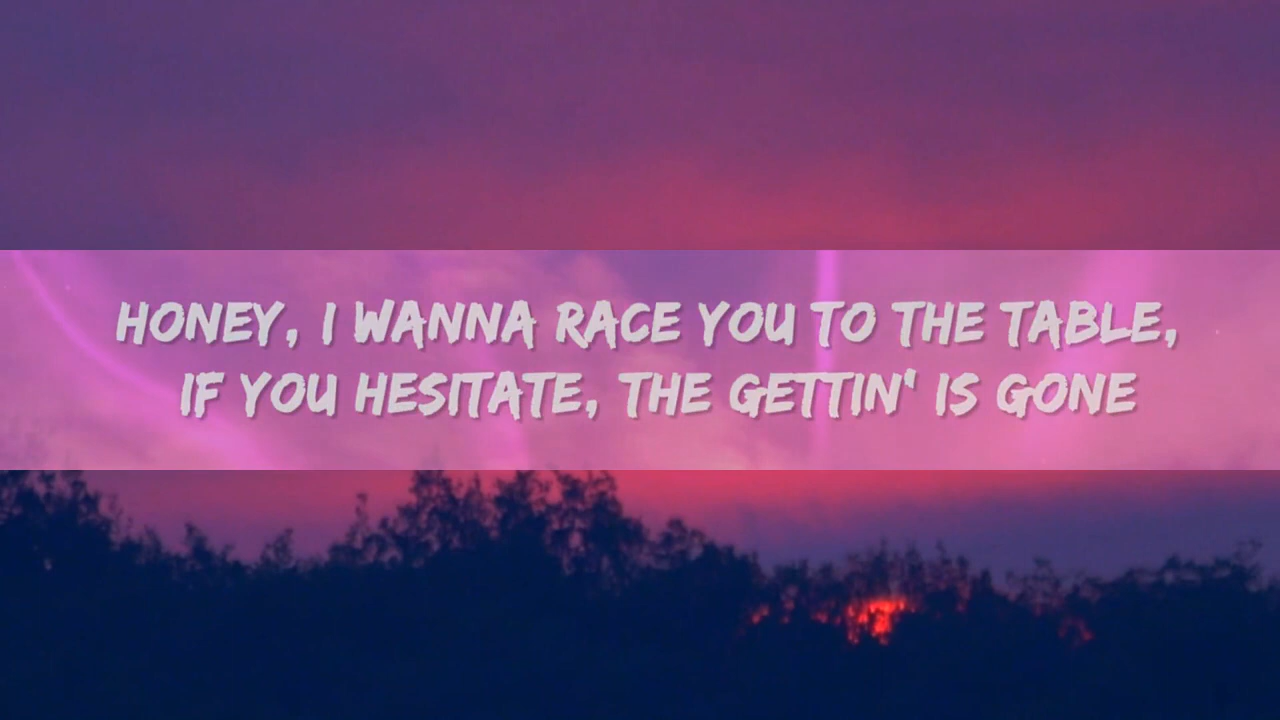 HONEY, I WANNA RACE YOU TO THE TABLE,
IF YOU HESITATE, THE GETTIN' IS GONE